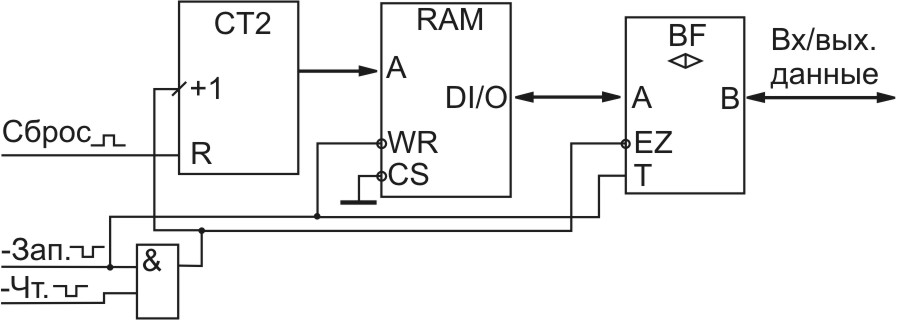 CT2
RAM
BF
Вх/вых.
данные
+1
A
DI/O
A
B
Сброс
R
WR
EZ
CS
T
-Зап.
&
-Чт.